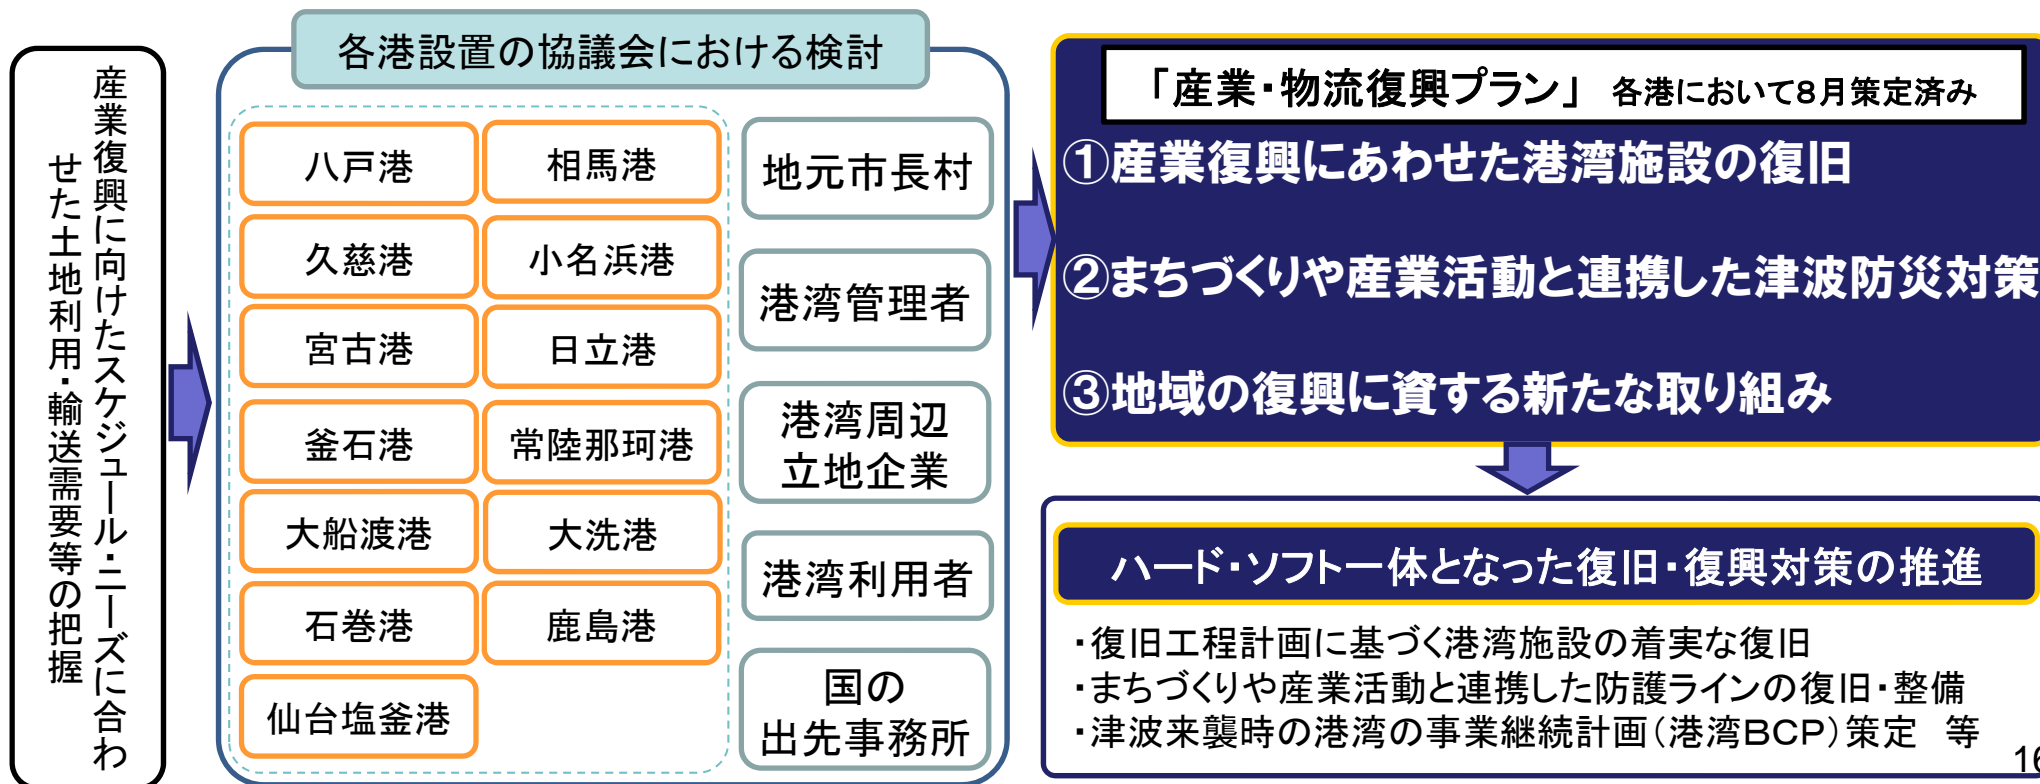 産業復興に向けたスケジュール・ニーズに合わ
せた土地利用・輸送需要等の把握
各港設置の協議会における検討
八戸港
相馬港
久慈港
小名浜港
宮古港
日立港
釜石港
常陸那珂港
大船渡港
大洗港
石巻港
鹿島港
仙台塩釜港
地元市長村
港湾管理者
港湾周辺
立地企業
港湾利用者
国の
出先事務所
「産業・物流復興プラン」 各港において8月策定済み
①産業復興にあわせた港湾施設の復旧
②まちづくりや産業活動と連携した津波防災対策
③地域の復興に資する新たな取り組み
ハード・ソフト一体となった復旧・復興対策の推進
・復旧工程計画に基づく港湾施設の着実な復旧
・まちづくりや産業活動と連携した防護ラインの復旧・整備
・津波来襲時の港湾の事業継続計画（港湾BCP）策定 等
16